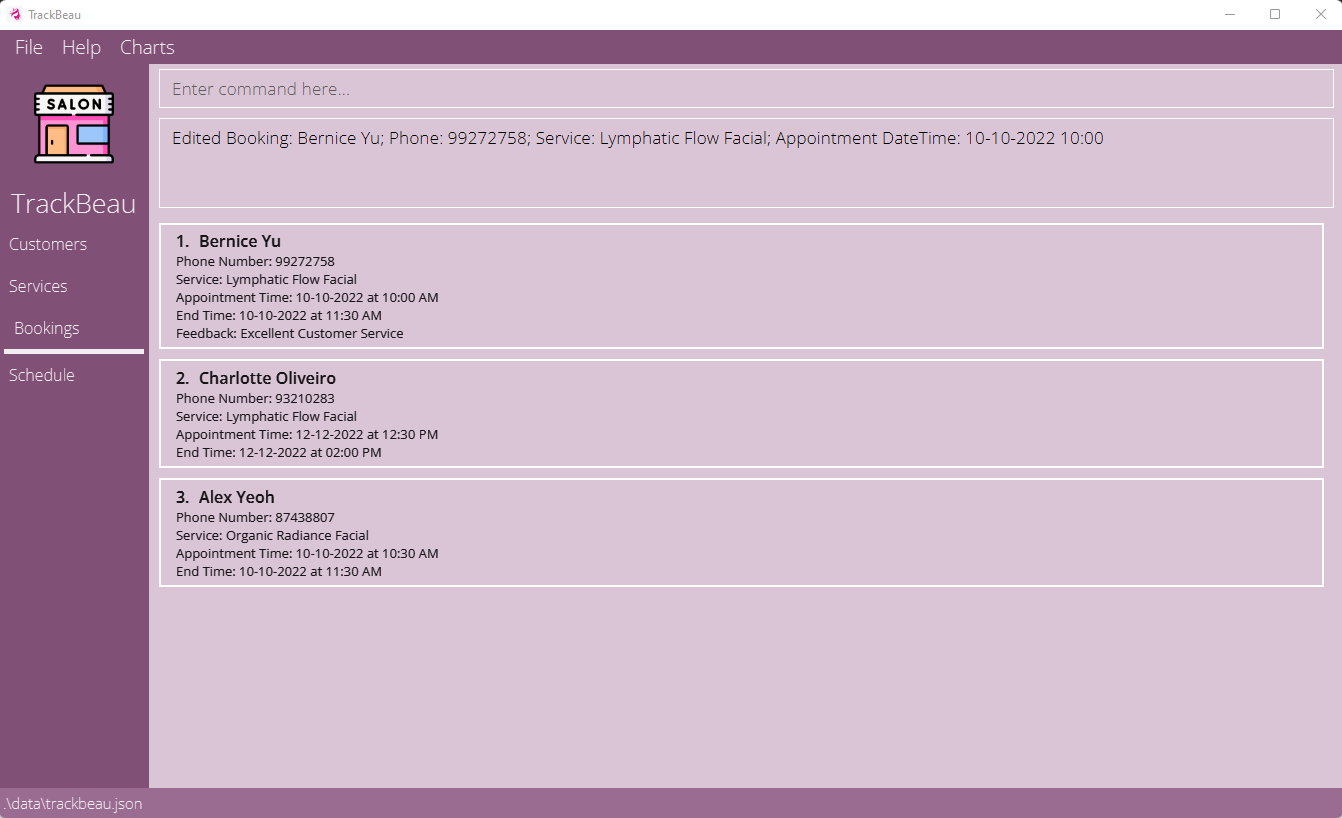 TrackBeau
File Help Charts
SALON
TrackBeau
Customers
Services
Bookings
Schedule
Enter command here...
Edited Booking: Bernice Yu; Phone: 99272758; Service: Lymphatic Flow Facial; Appointment DateTime: 10-10-2022 10:00
1. Bernice Yu
Phone Number: 99272758
Service: Lymphatic Flow Facial
Appointment Time: 10-10-2022 at 10:00 AM
End Time: 10-10-2022 at 11:30 AM
Feedback: Excellent Customer Service
2. Charlotte Oliveiro
Phone Number: 93210283
Service: Lymphatic Flow Facial
Appointment Time: 12-12-2022 at 12:30 PM
End Time: 12-12-2022 at 02:00 PM
3. Alex Yeoh
Phone Number: 87438807
Service: Organic Radiance Facial
Appointment Time: 10-10-2022 at 10:30 AM
End Time: 10-10-2022 at 11:30 AM
.\data\trackbeau.json